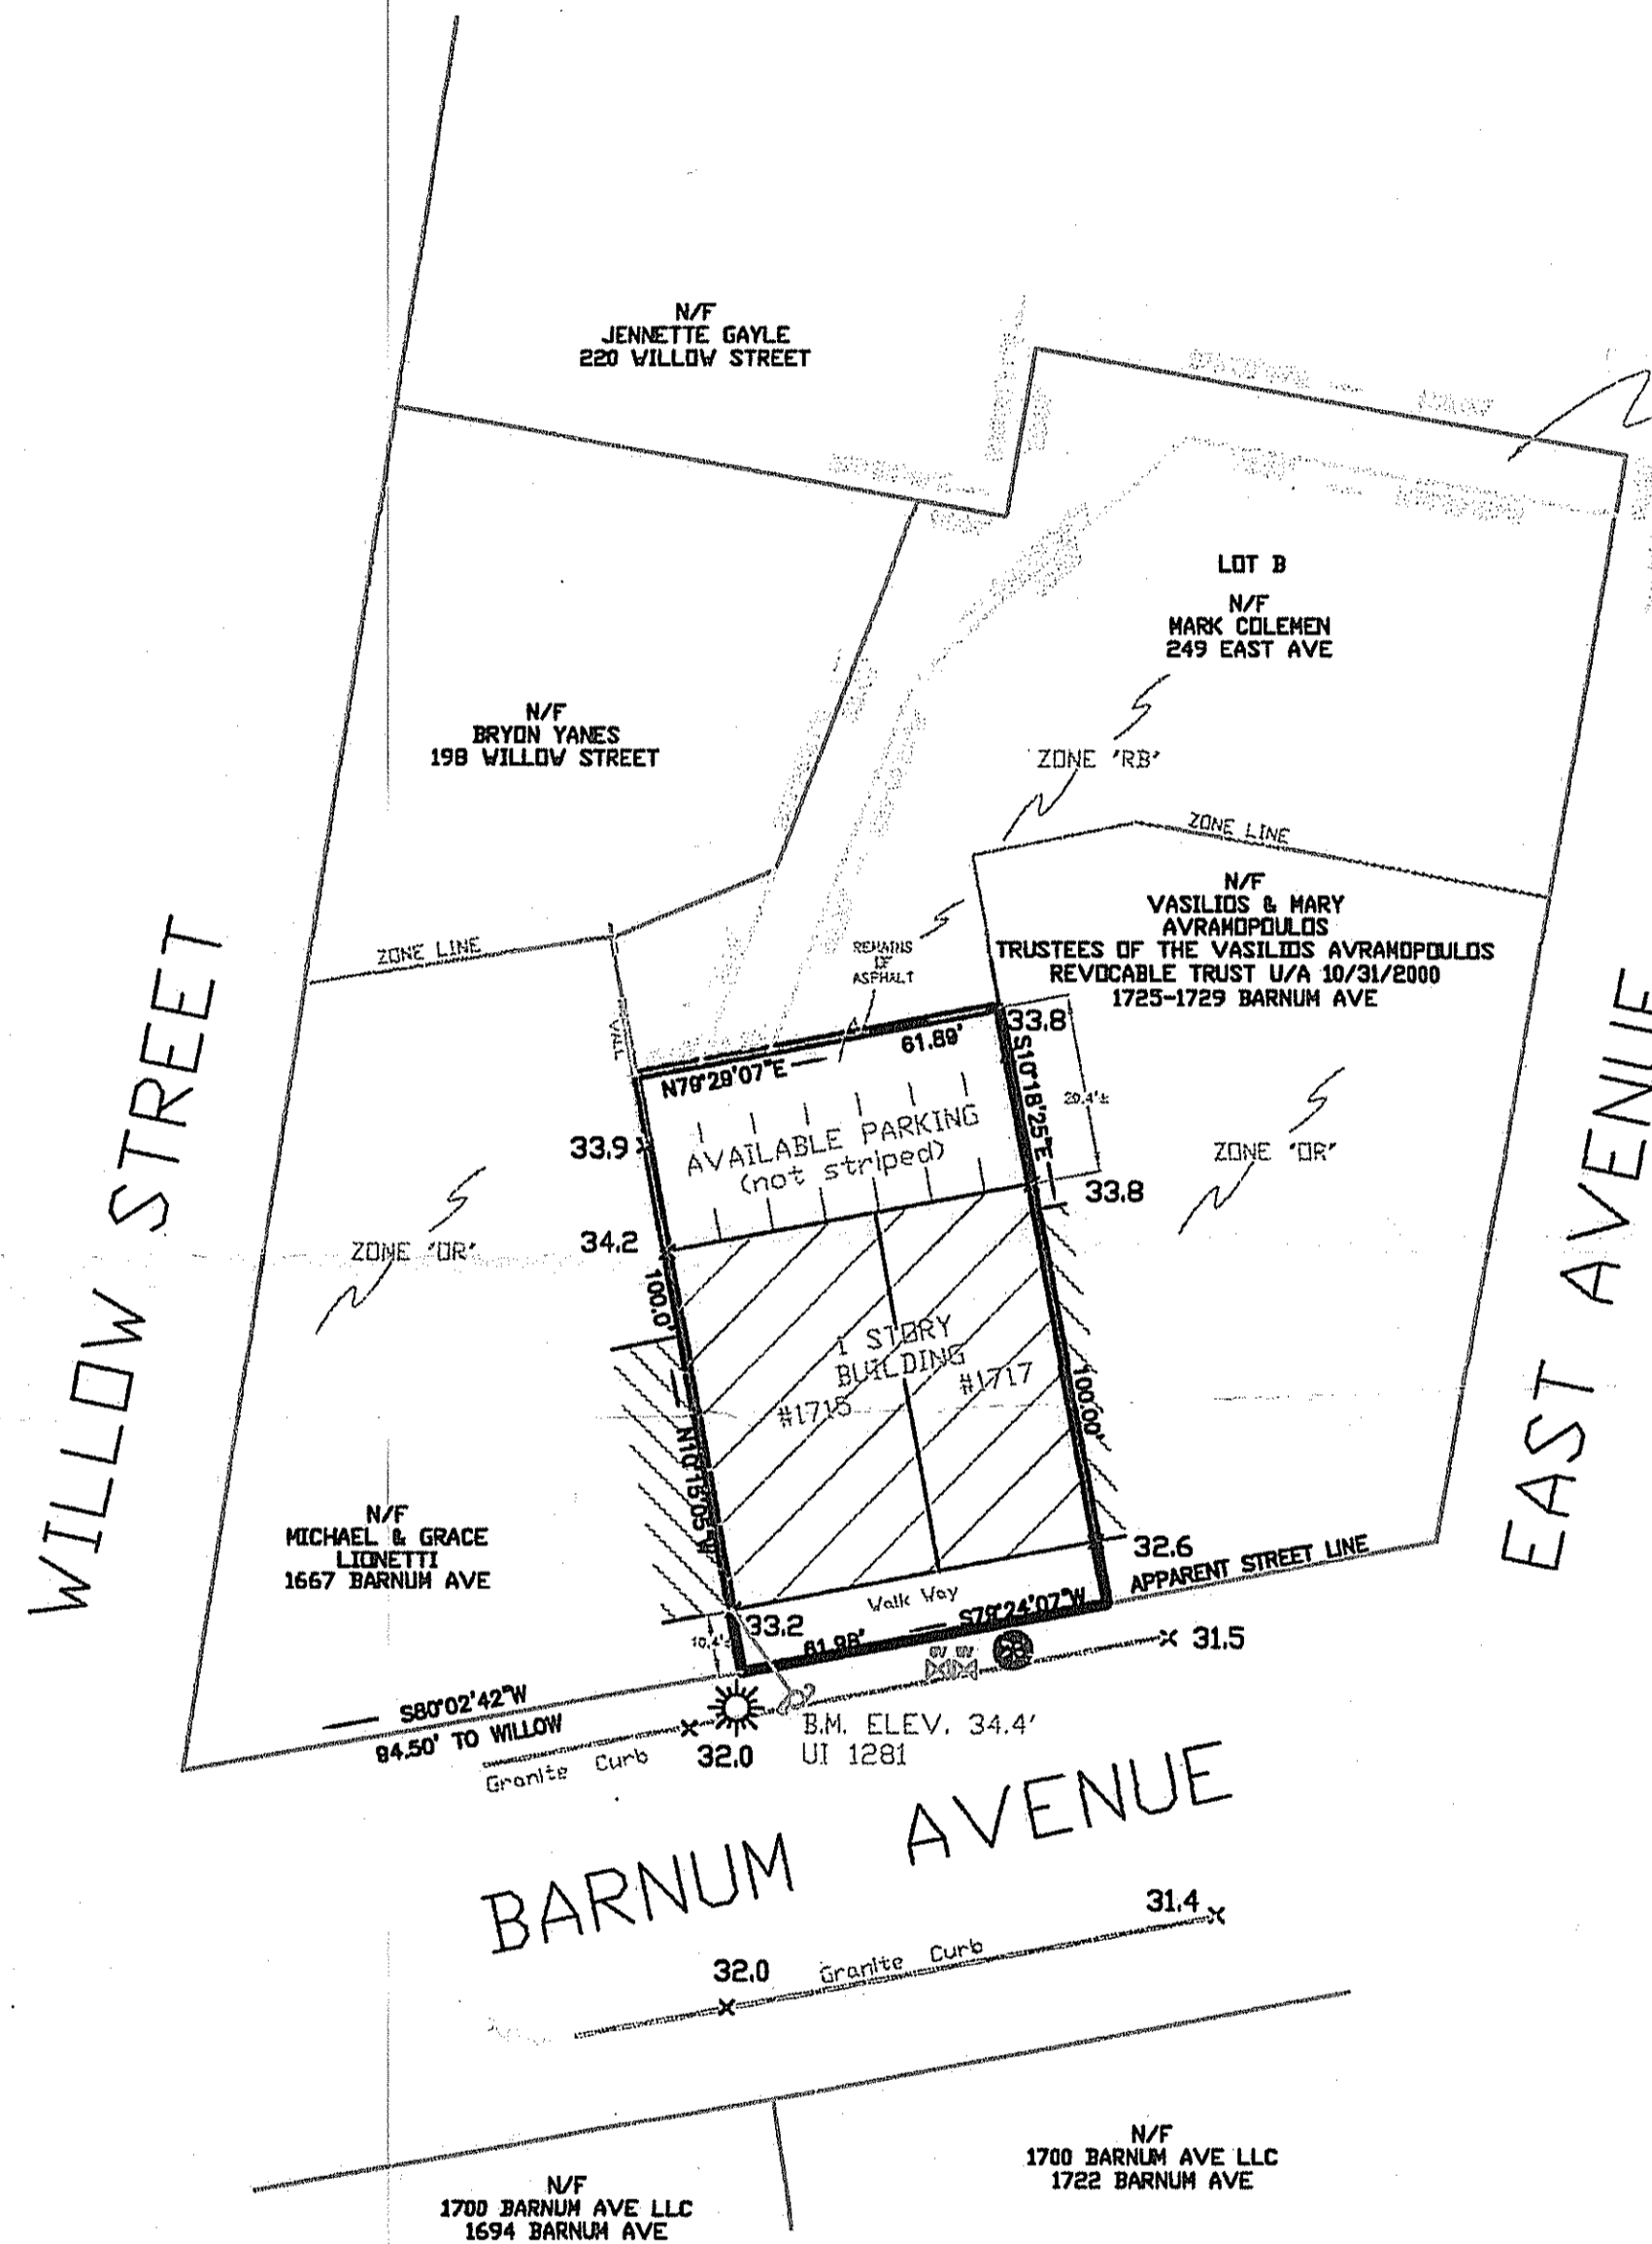 N/F
JENNETTE GAYLE
220 WILLOW STREET
LOT B
N/F
MARK COLEMEN
249 EAST AVE
N/F
BRYON YANES
198 WILLOW STREET
ZONE 'RB'
ZONE LINE
N/F
VASILIOS & MARY
AVRAMOPOULOS
TRUSTEES OF THE VASILIOS AVRAMOPOULOS
REVOCABLE TRUST U/A 10/31/2000
1725-1729 BARNUM AVE
ZONE LINE
REMAINS
OF
ASPHALT
WALL
33.8
61.89'
N79°29'07"E
S10°18'25"E
20.4'±
33.9
AVAILABLE PARKING
(not striped)
ZONE 'OR'
33.8
34.2
ZONE 'OR'
100.0'
1 STORY
BUILDING
#1717
#1715
100.00'
N10°15'05"W
WILLOW STREET
EAST AVENUE
N/F
MICHAEL & GRACE
LIONETTI
1667 BARNUM AVE
32.6
APPARENT STREET LINE
Walk Way
S79°24'07"W
33.2
10.4'±
61.98'
GV GV
31.5
S80°02'42"W
94.50' TO WILLOW
B.M. ELEV. 34.4'
UI 1281
Granite Curb
32.0
BARNUM AVENUE
31.4
32.0
Granite Curb
N/F
1700 BARNUM AVE LLC
1722 BARNUM AVE
N/F
1700 BARNUM AVE LLC
1694 BARNUM AVE